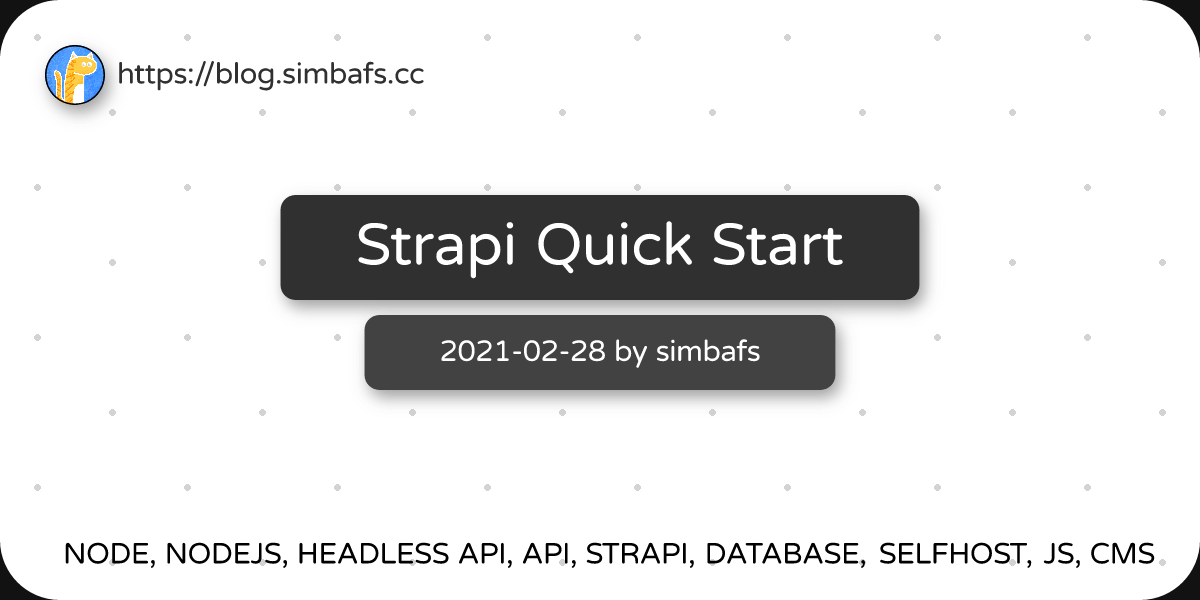 https://blog.simbafs.cc
Strapi Quick Start
2021-02-28 by simbafs
NODE, NODEJS, HEADLESS API, API, STRAPI, DATABASE, SELFHOST, JS, CMS